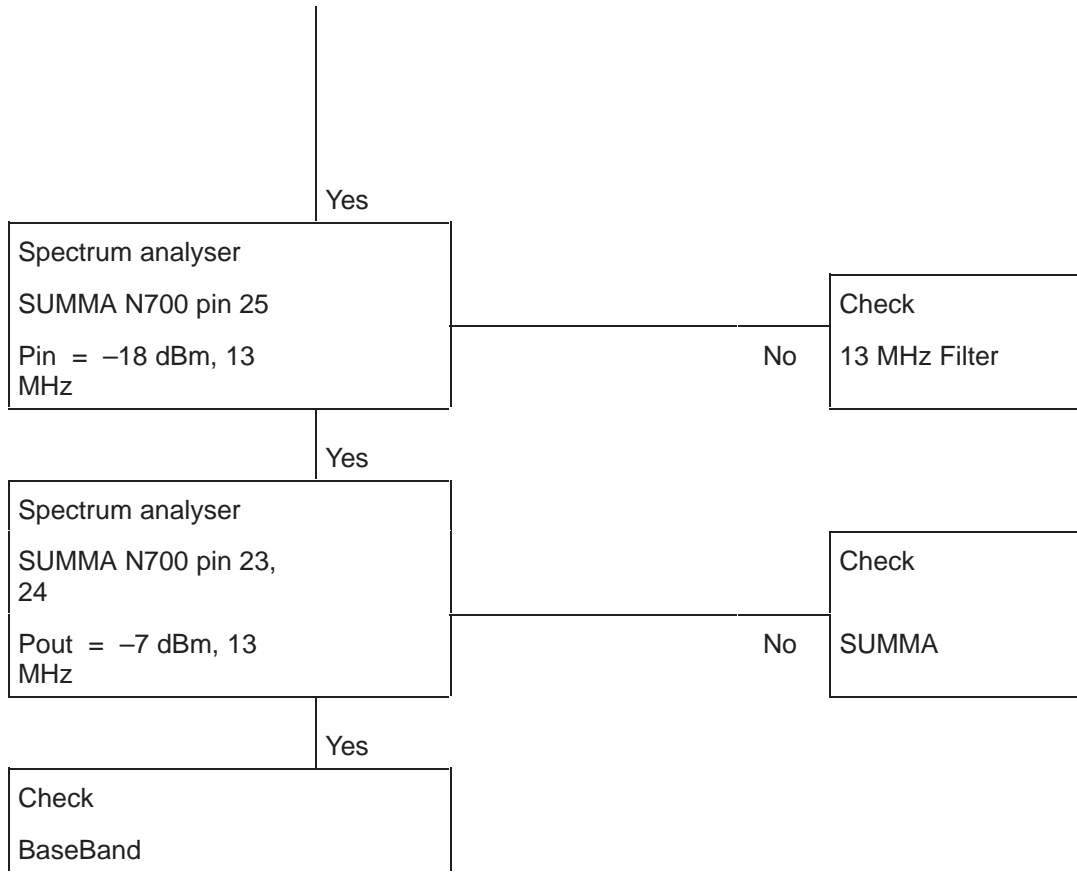 Yes
Spectrum analyser
SUMMA N700 pin 25
Pin = –18 dBm, 13
MHz
No
Check
13 MHz Filter
Yes
Spectrum analyser
SUMMA N700 pin 23,
24
Pout = –7 dBm, 13
MHz
No
Check
SUMMA
Yes
Check
BaseBand